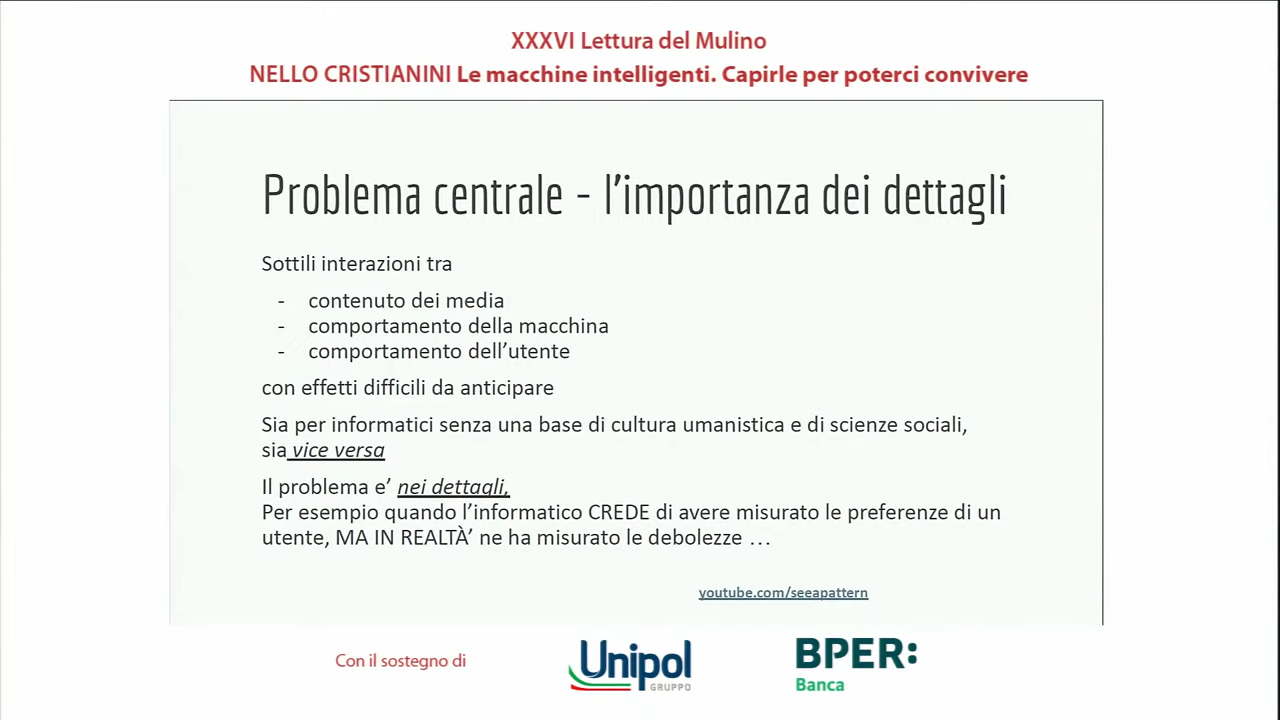 XXXVI Lettura del Mulino
NELLO CRISTIANINI Le macchine intelligenti. Capirle per poterci convivere
Problema centrale - l'importanza dei dettagli
Sottili interazioni tra
- contenuto dei media
- comportamento della macchina
- comportamento dell'utente
con effetti difficili da anticipare
Sia per informatici senza una base di cultura umanistica e di scienze sociali,
sia vice versa
Il problema e' nei dettagli,
Per esempio quando l'informatico CREDE di avere misurato le preferenze di un
utente, MA IN REALTÀ' ne ha misurato le debolezze …
youtube.com/seeapattern
Con il sostegno di
Unipol
GRUPPO
BPER:
Banca